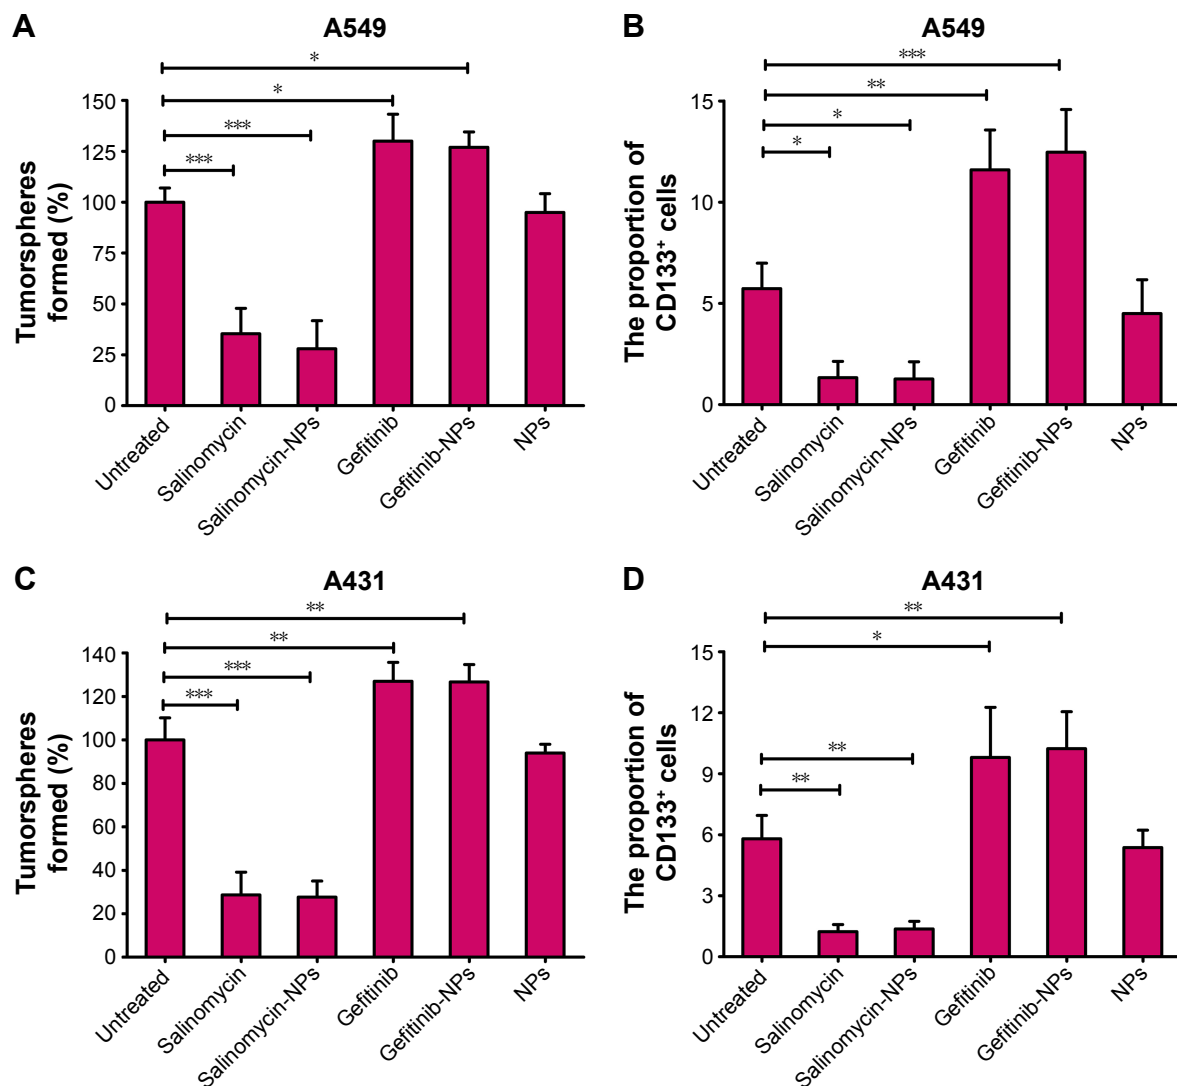 A
A549
*
*
***
***
Tumorspheres
formed (%)
150
125
100
75
50
25
0
Untreated
Salinomycin
Salinomycin-NPs
Gefitinib
Gefitinib-NPs
NPs
B
A549
***
**
*
*
The proportion of
CD133⁺ cells
15
10
5
0
Untreated
Salinomycin
Salinomycin-NPs
Gefitinib
Gefitinib-NPs
NPs
C
A431
**
**
***
***
Tumorspheres
formed (%)
140
120
100
80
60
40
20
0
Untreated
Salinomycin
Salinomycin-NPs
Gefitinib
Gefitinib-NPs
NPs
D
A431
**
*
**
**
The proportion of
CD133⁺ cells
15
12
9
6
3
0
Untreated
Salinomycin
Salinomycin-NPs
Gefitinib
Gefitinib-NPs
NPs